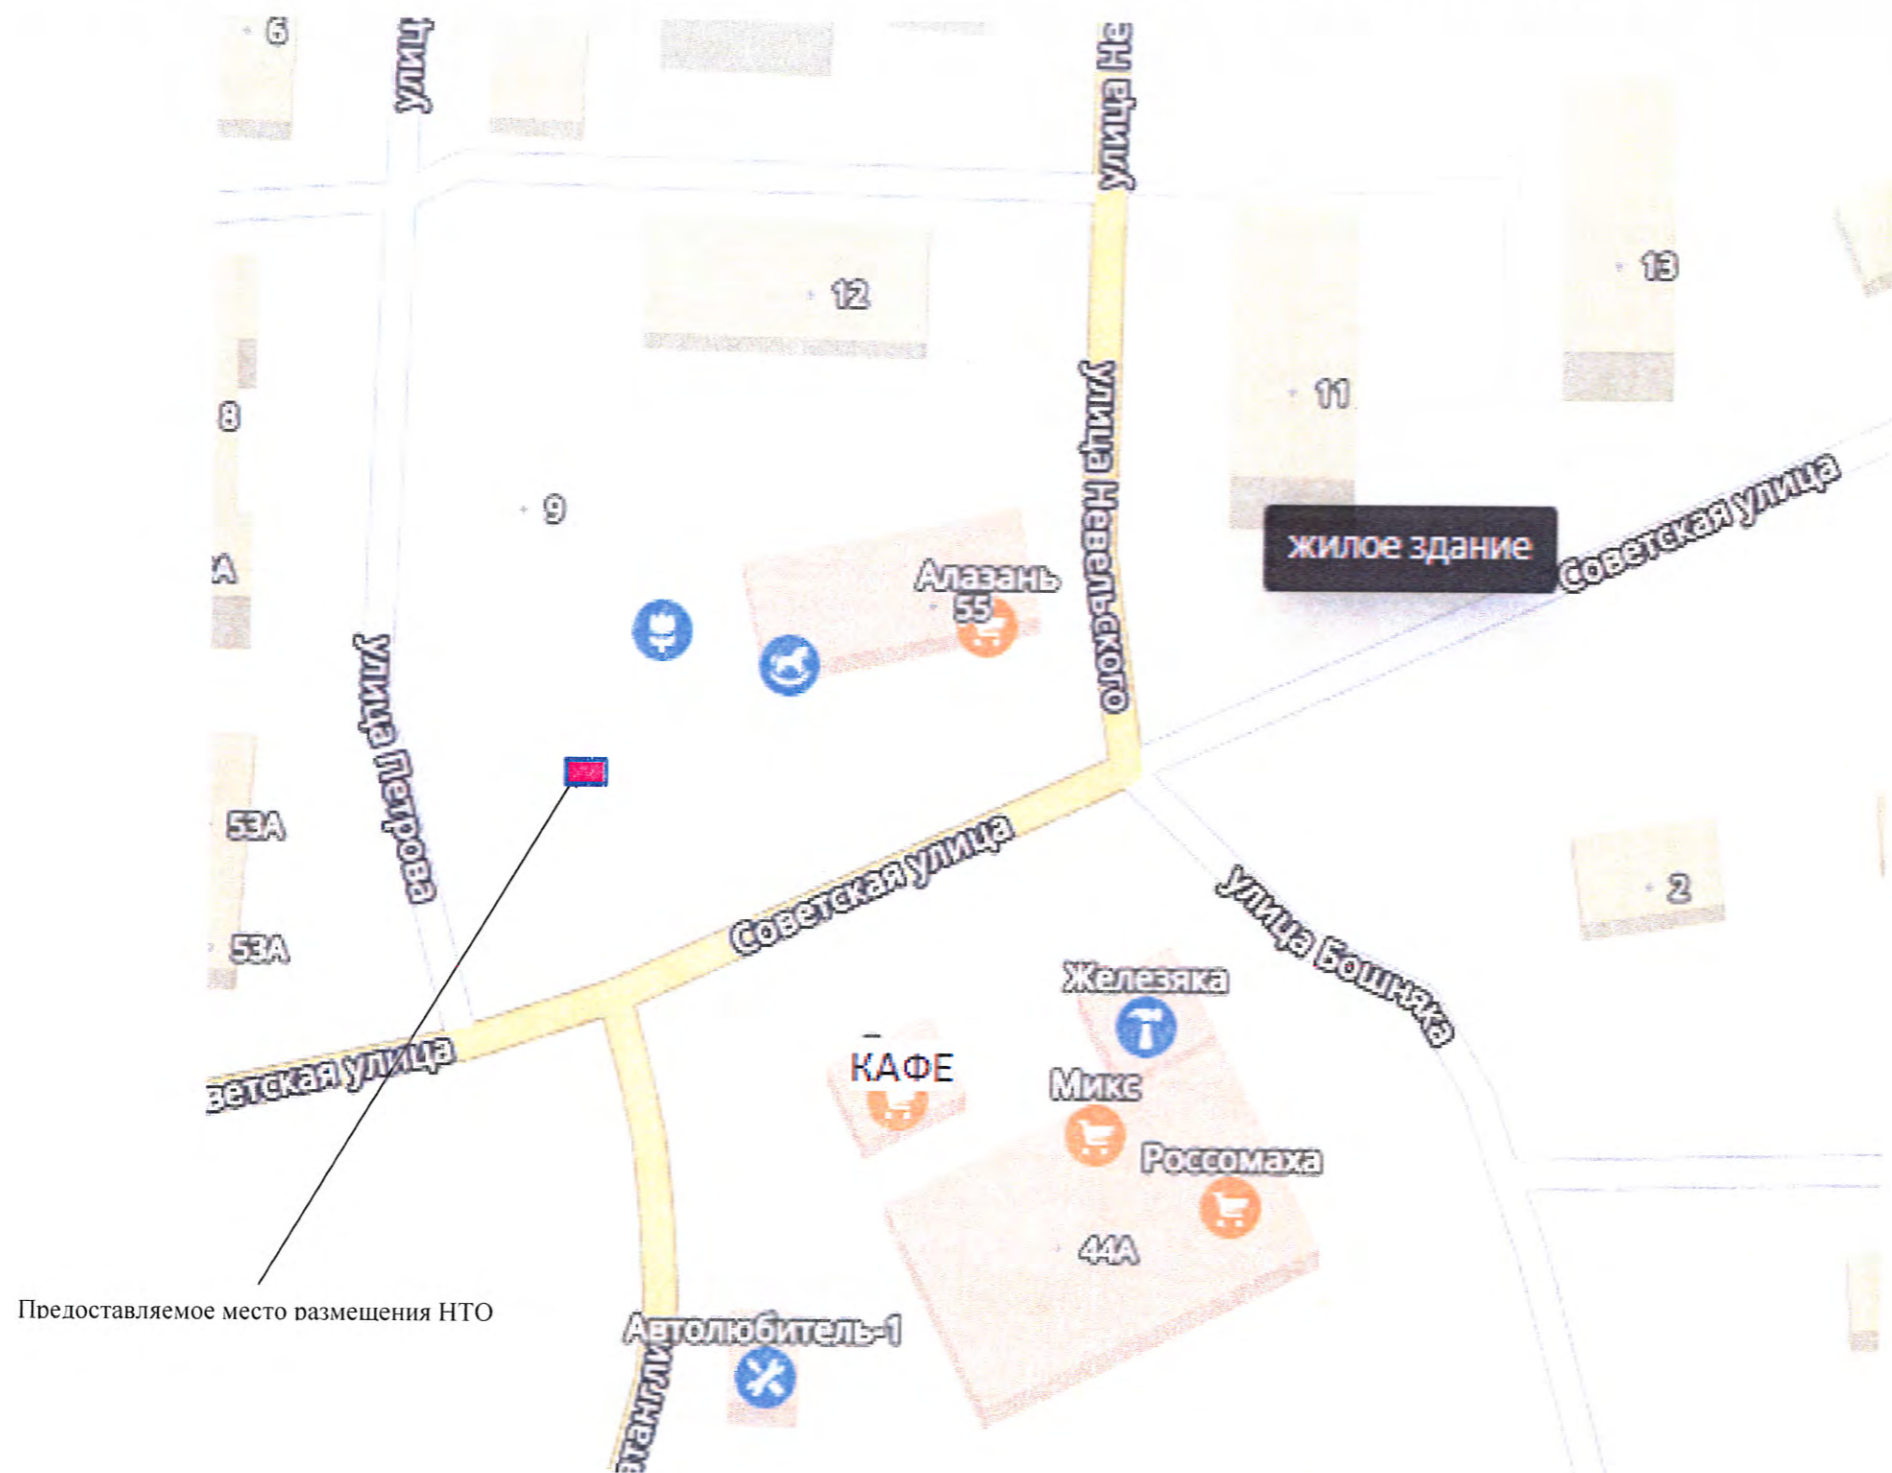 6
улиц
улица Не
12
13
11
8
улица Невельского
9
Советская улица
жилое здание
Алазань
55
А
улица Петрова
53А
Советская улица
2
улица Бошняка
53А
Железяка
ветская улица
КАФЕ
Микс
Россомаха
44А
Предоставляемое место размещения НТО
Автолюбитель-1